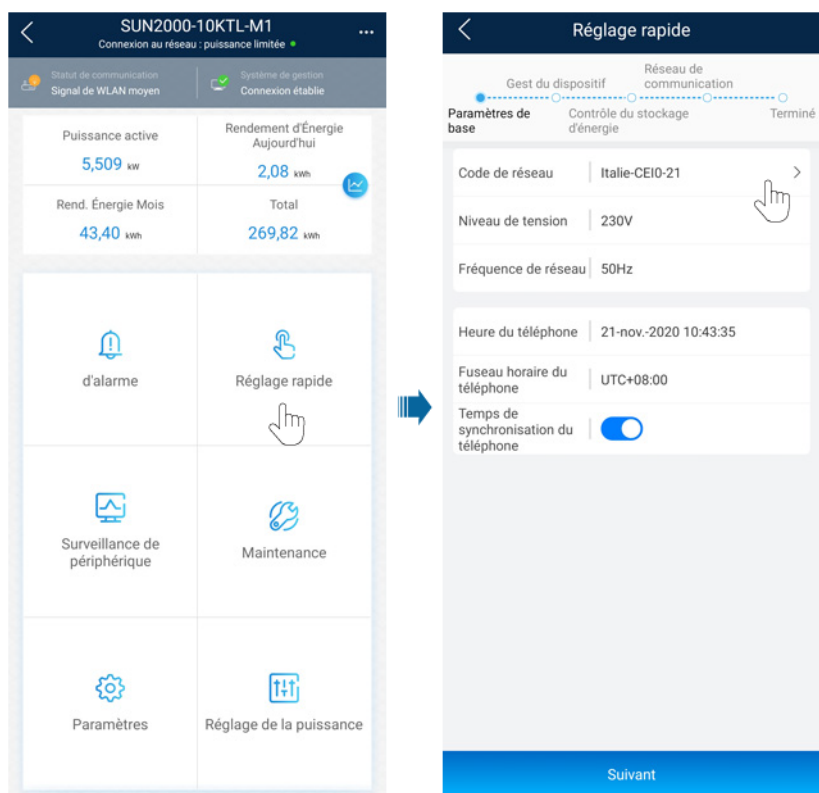 SUN2000-10KTL-M1
...
Connexion au réseau : puissance limitée
Statut de communication
Signal de WLAN moyen
Système de gestion
Connexion établie
Puissance active
5,509 kW
Rendement d'Énergie
Aujourd'hui
2,08 kWh
Rend. Énergie Mois
43,40 kWh
Total
269,82 kWh
d'alarme
Réglage rapide
Surveillance de
périphérique
Maintenance
Paramètres
Réglage de la puissance
Réglage rapide
Paramètres de
base
Gest du dispositif
Contrôle du stockage
d'énergie
Réseau de
communication
Terminé
Code de réseau
Italie-CEI0-21
Niveau de tension
230V
Fréquence de réseau
50Hz
Heure du téléphone
21-nov.-2020 10:43:35
Fuseau horaire du
téléphone
UTC+08:00
Temps de
synchronisation du
téléphone
Suivant